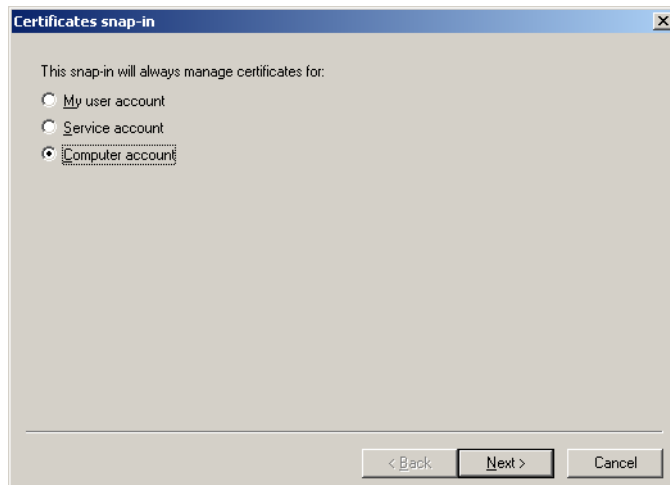 Certificates snap-in
This snap-in will always manage certificates for:
My user account
Service account
Computer account
< Back Next > Cancel